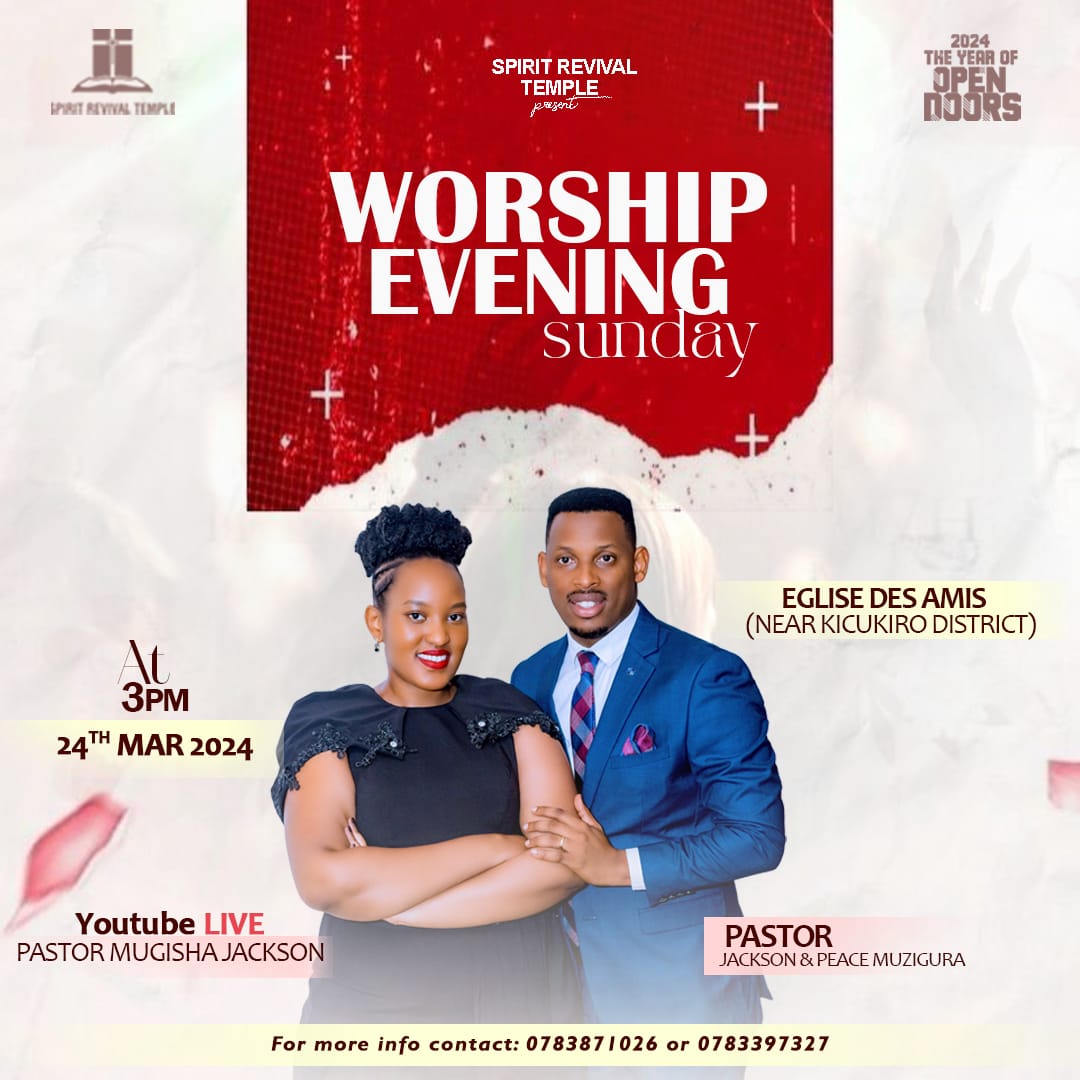 SPIRIT REVIVAL TEMPLE
2024
THE YEAR OF
OPEN
DOORS
SPIRIT REVIVAL
TEMPLE
present
WORSHIP
EVENING
sunday
EGLISE DES AMIS
(NEAR KICUKIRO DISTRICT)
At
3PM
24TH MAR 2024
Youtube LIVE
PASTOR MUGISHA JACKSON
PASTOR
JACKSON & PEACE MUZIGURA
For more info contact: 0783871026 or 0783397327